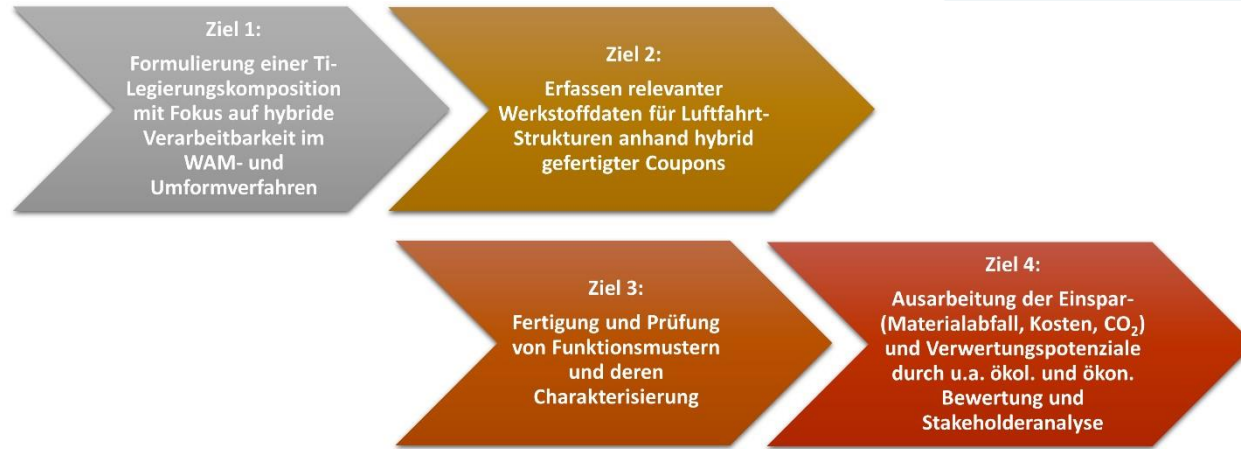 Ziel 1:
Formulierung einer Ti-
Legierungskomposition
mit Fokus auf hybride
Verarbeitbarkeit im
WAM- und
Umformverfahren
Ziel 2:
Erfassen relevanter
Werkstoffdaten für Luftfahrt-
Strukturen anhand hybrid
gefertigter Coupons
Ziel 3:
Fertigung und Prüfung
von Funktionsmustern
und deren
Charakterisierung
Ziel 4:
Ausarbeitung der Einspar-
(Materialabfall, Kosten, CO₂)
und Verwertungspotenziale
durch u.a. ökol. und ökon.
Bewertung und
Stakeholderanalyse